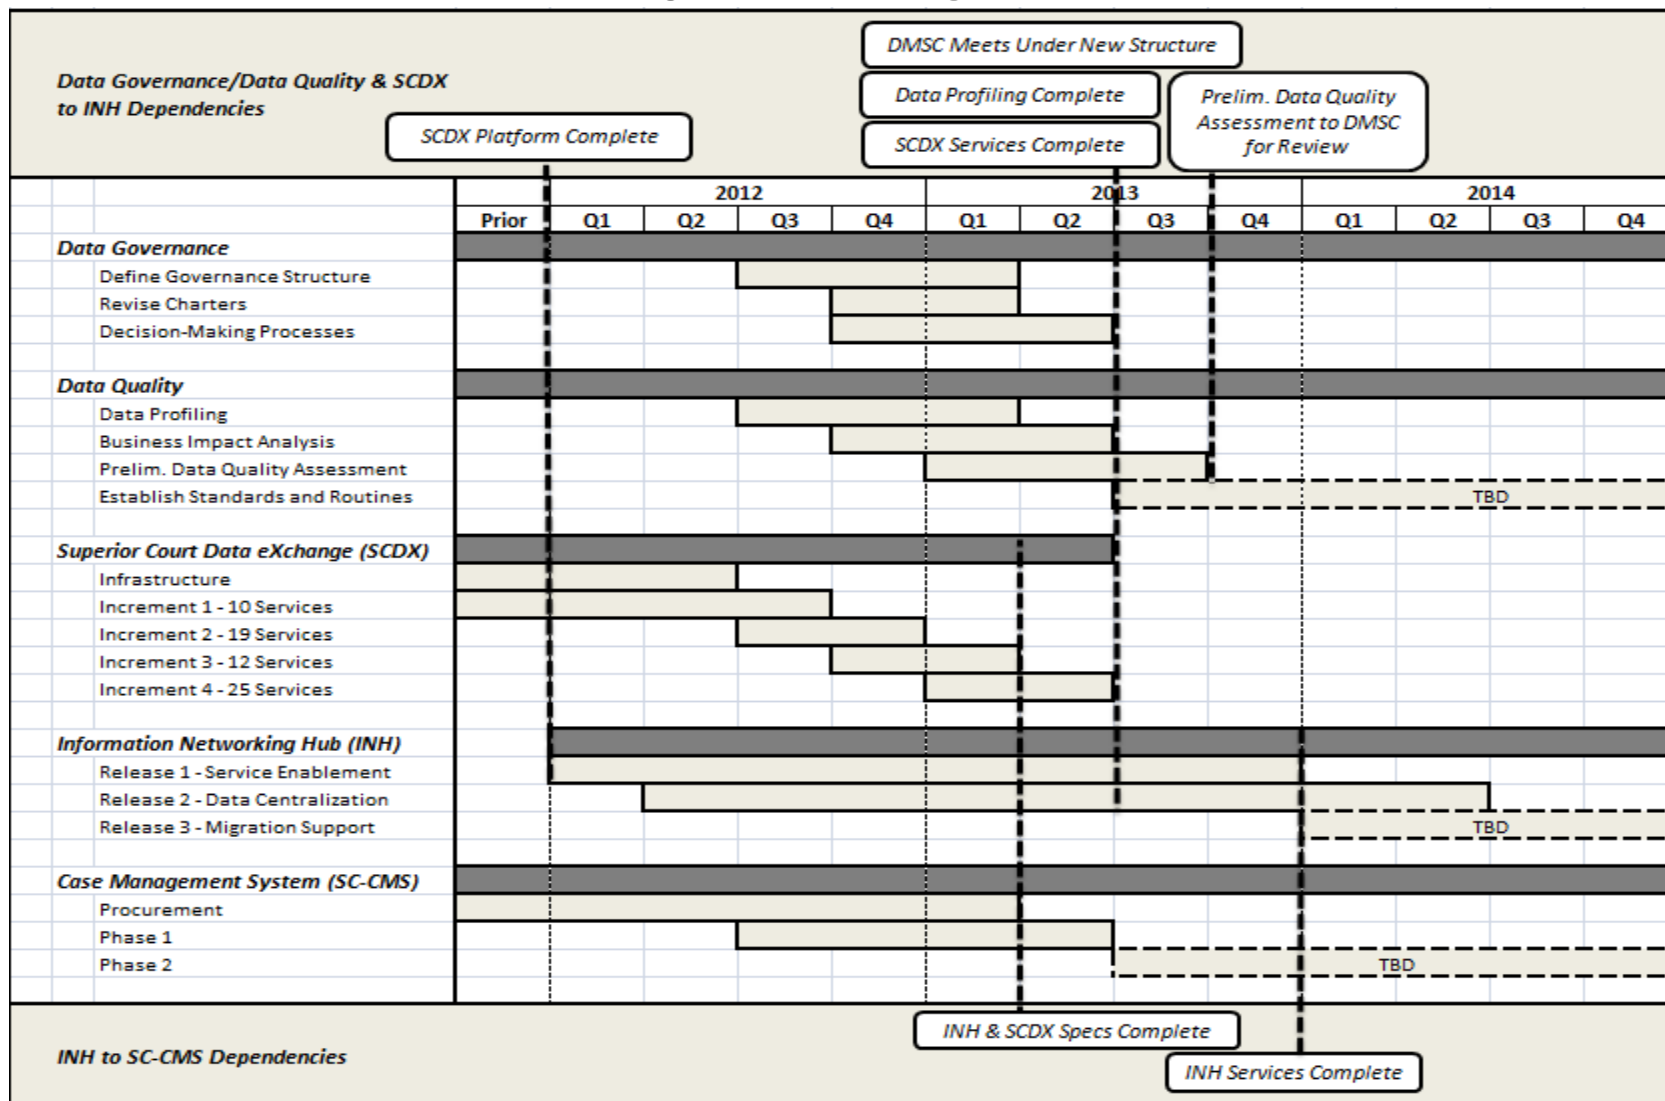 DMSC Meets Under New Structure
Data Governance/Data Quality & SCDX
to INH Dependencies
Data Profiling Complete
Prelim. Data Quality
Assessment to DMSC
for Review
SCDX Platform Complete
SCDX Services Complete
2012 2013 2014
Prior Q1 Q2 Q3 Q4 Q1 Q2 Q3 Q4 Q1 Q2 Q3 Q4
Data Governance
Define Governance Structure
Revise Charters
Decision-Making Processes
Data Quality
Data Profiling
Business Impact Analysis
Prelim. Data Quality Assessment
Establish Standards and Routines TBD
Superior Court Data eXchange (SCDX)
Infrastructure
Increment 1 - 10 Services
Increment 2 - 19 Services
Increment 3 - 12 Services
Increment 4 - 25 Services
Information Networking Hub (INH)
Release 1 - Service Enablement
Release 2 - Data Centralization
Release 3 - Migration Support TBD
Case Management System (SC-CMS)
Procurement
Phase 1
Phase 2 TBD
INH & SCDX Specs Complete
INH to SC-CMS Dependencies
INH Services Complete